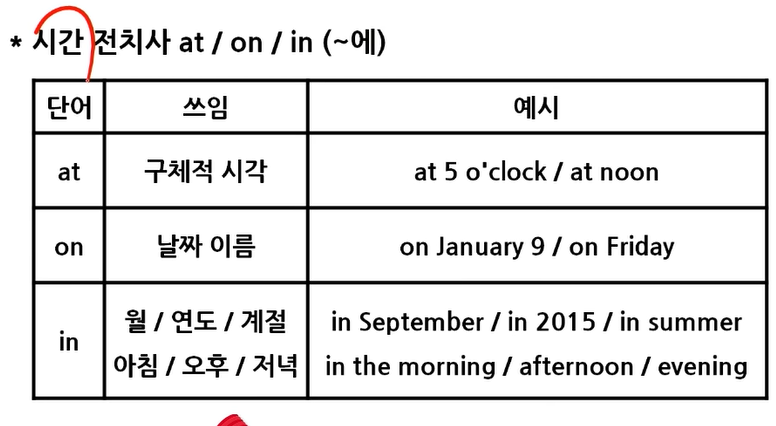 * 시간 전치사 at / on / in (~에)
단어 쓰임 예시
at 구체적 시각 at 5 o'clock / at noon
on 날짜 이름 on January 9 / on Friday
in 월 / 연도 / 계절 in September / in 2015 / in summer
아침 / 오후 / 저녁 in the morning / afternoon / evening